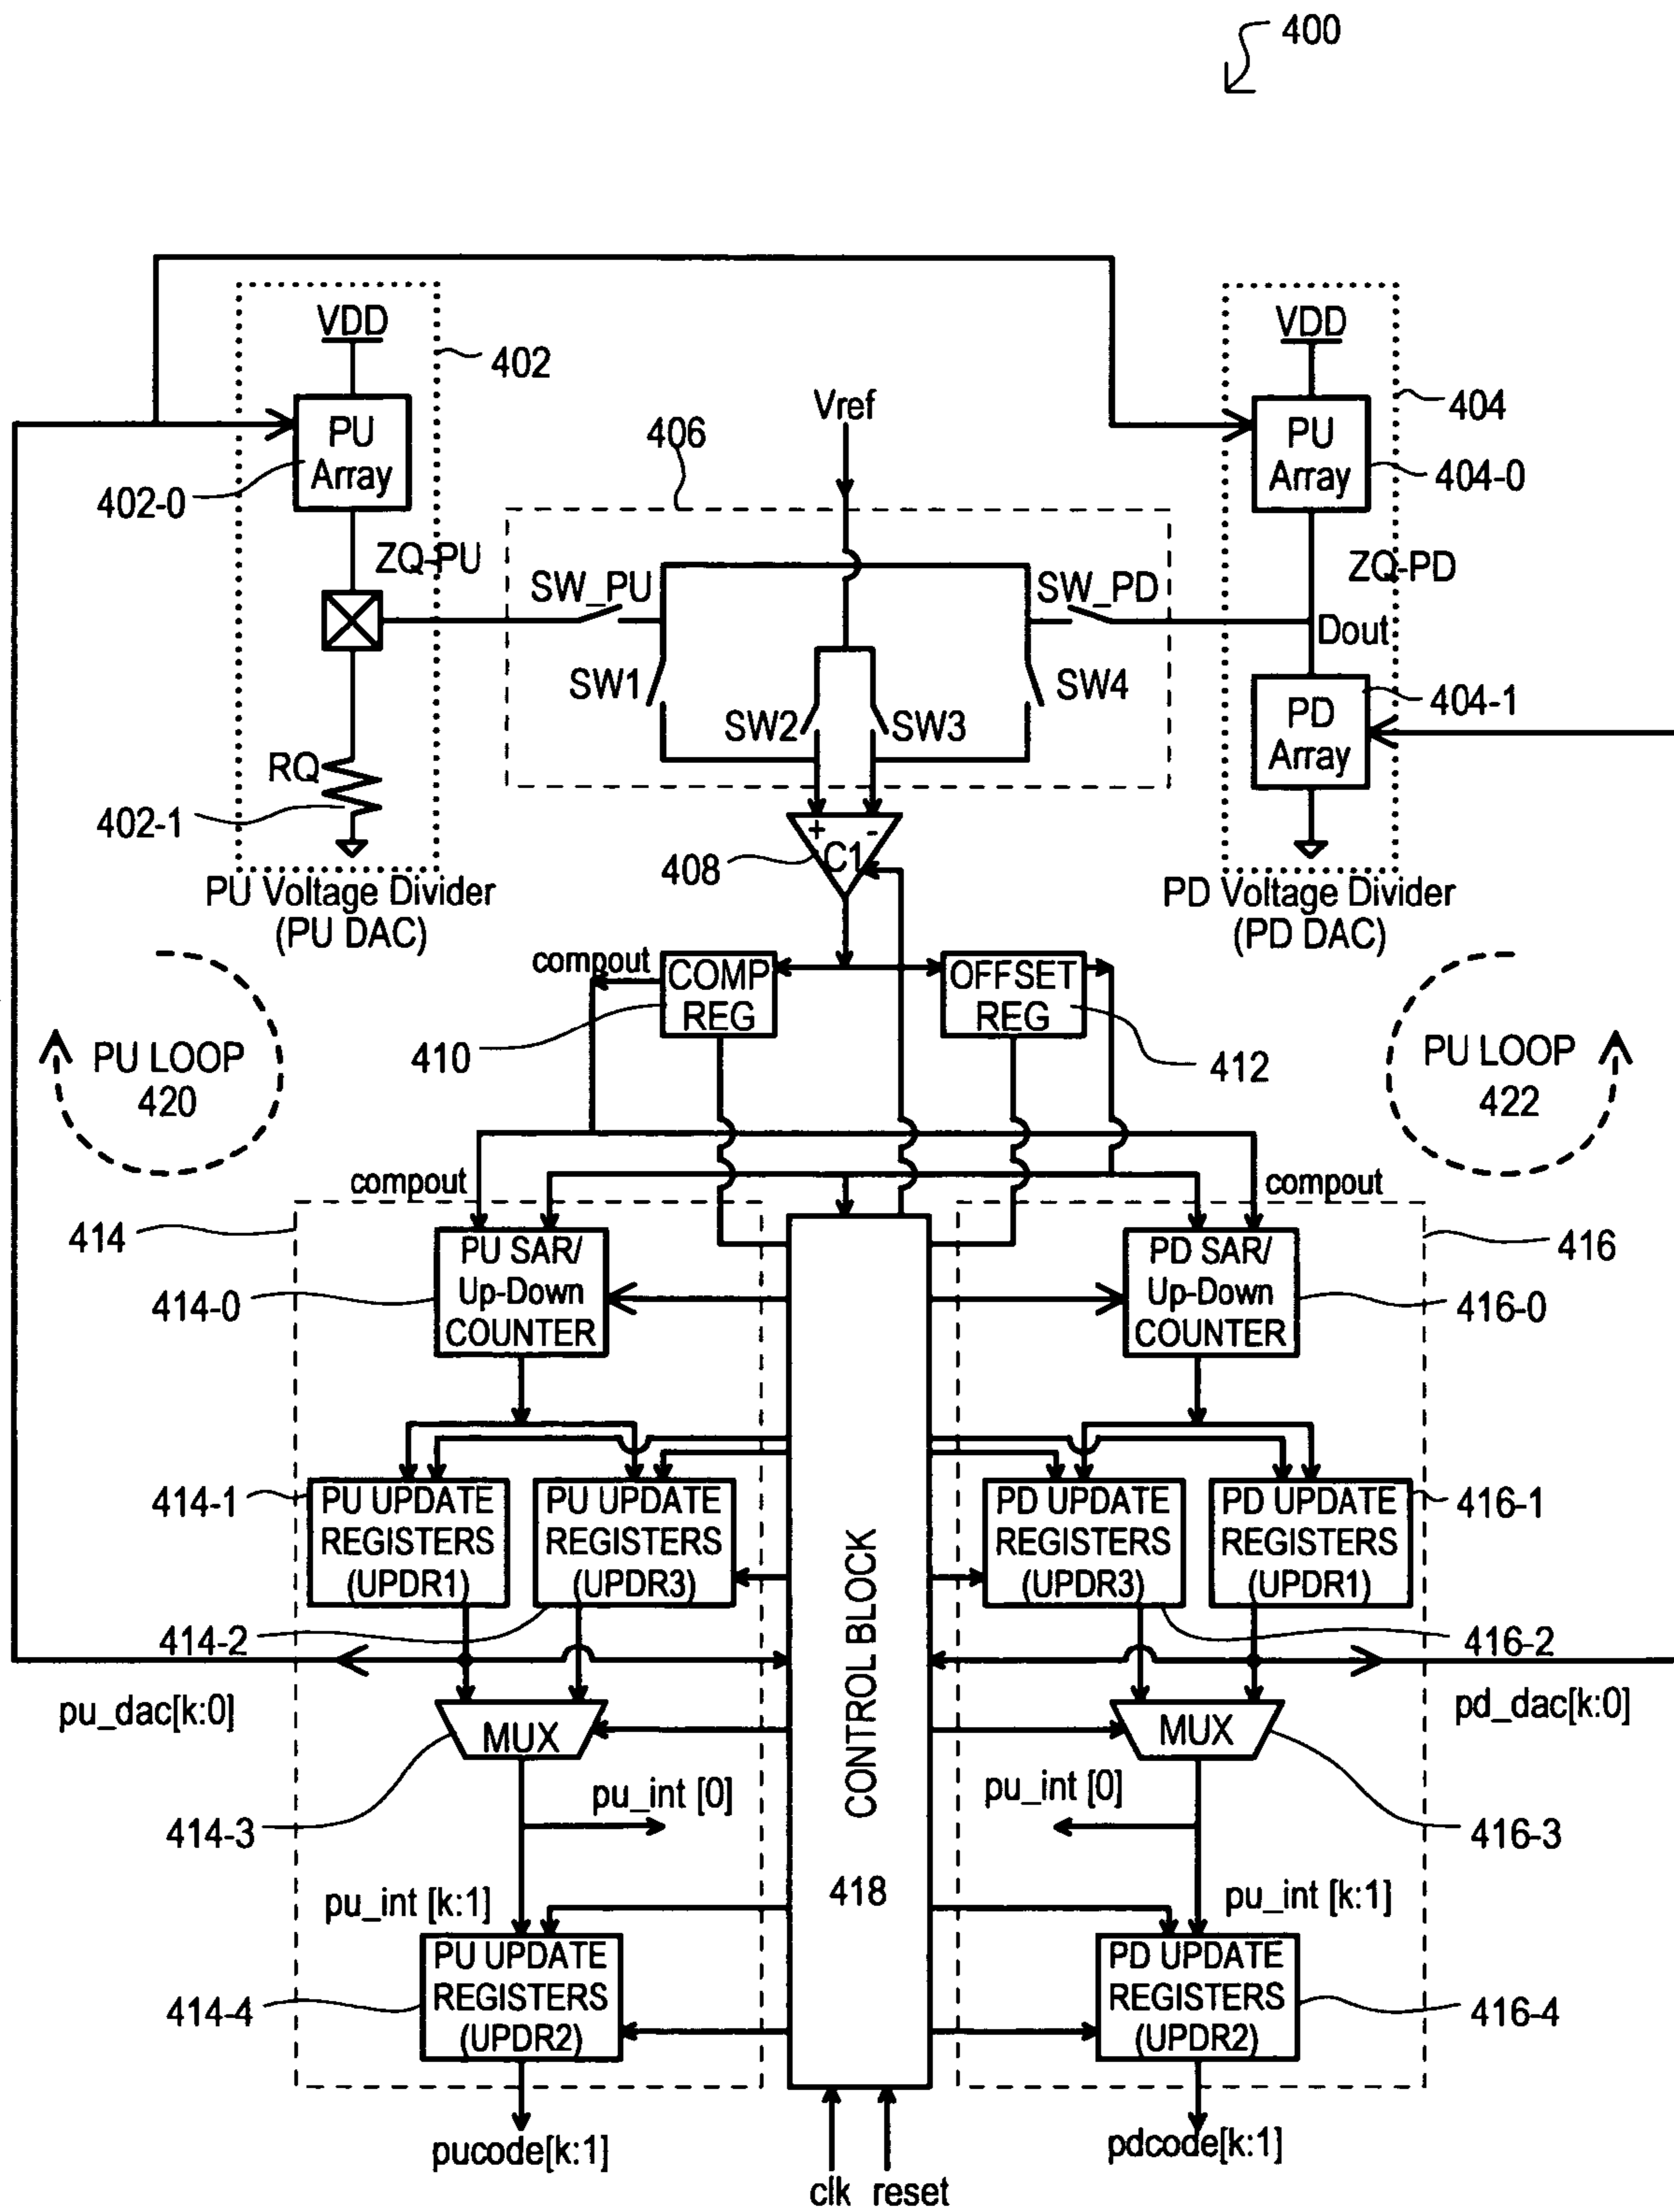 400
VDD
402
PU
Array
402-0
ZQ-PU
RQ
402-1
PU Voltage Divider
(PU DAC)
Vref
406
SW_PU
SW_PD
SW1
SW2
SW3
SW4
VDD
404
PU
Array
404-0
ZQ-PD
Dout
404-1
PD
Array
PD Voltage Divider
(PD DAC)
+
-
C1
408
compout
COMP
REG
OFFSET
REG
410
412
PU LOOP
420
PU LOOP
422
compout
compout
414
416
PU SAR/
Up-Down
COUNTER
414-0
PD SAR/
Up-Down
COUNTER
416-0
414-1
PU UPDATE
REGISTERS
(UPDR1)
PU UPDATE
REGISTERS
(UPDR3)
PD UPDATE
REGISTERS
(UPDR3)
PD UPDATE
REGISTERS
(UPDR1)
416-1
414-2
416-2
pu_dac[k:0]
pd_dac[k:0]
MUX
MUX
CONTROL BLOCK
418
pu_int [0]
pu_int [0]
414-3
416-3
pu_int [k:1]
pu_int [k:1]
PU UPDATE
REGISTERS
(UPDR2)
414-4
PD UPDATE
REGISTERS
(UPDR2)
416-4
pucode[k:1]
pdcode[k:1]
clk reset